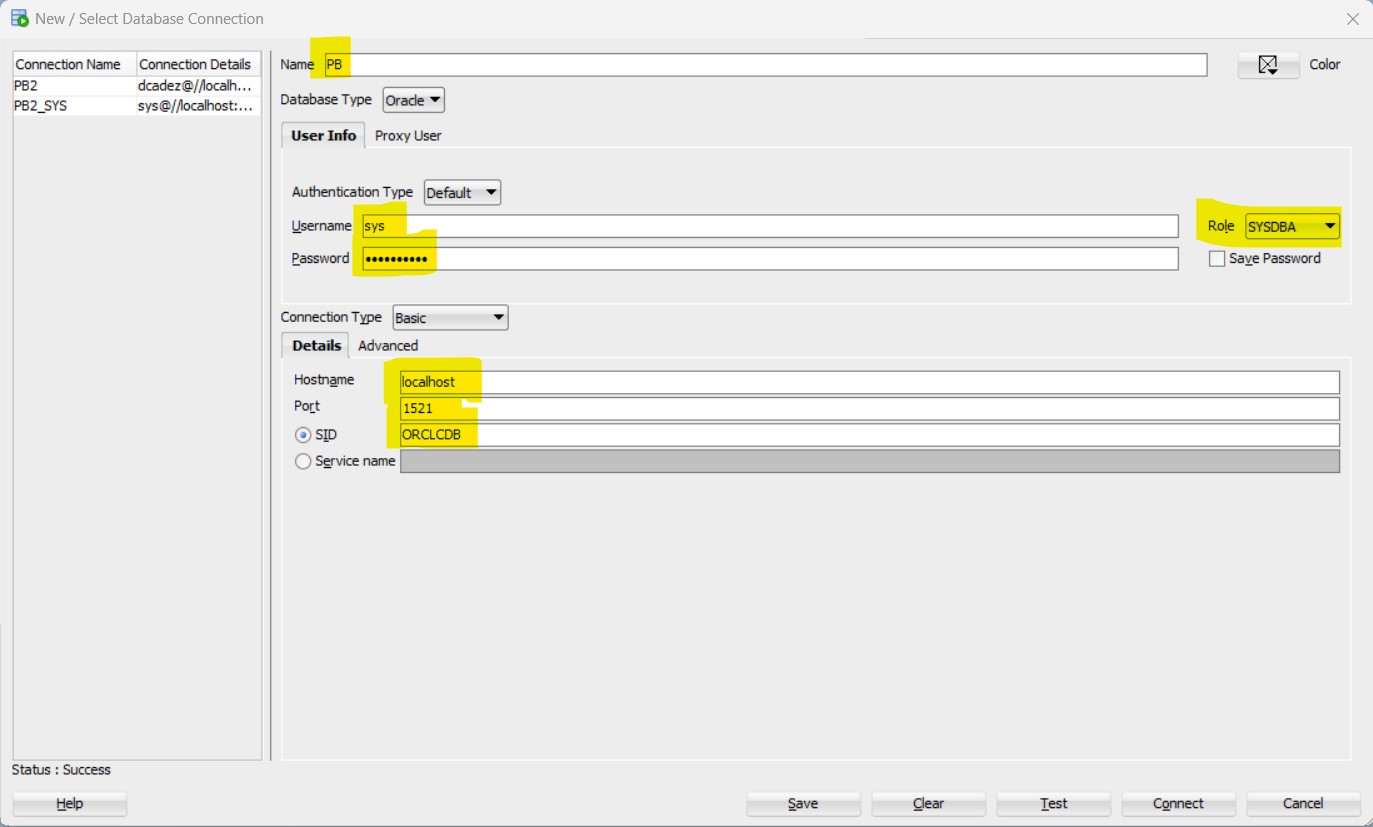 New / Select Database Connection
Connection Name Connection Details
PB2 dcadez@//localh...
PB2_SYS sys@//localhost:...
Name PB Color
Database Type Oracle
User Info Proxy User
Authentication Type Default
Username sys Role SYSDBA
Password •••••••••• Save Password
Connection Type Basic
Details Advanced
Hostname localhost
Port 1521
SID ORCLCDB
Service name
Status : Success
Help Save Clear Test Connect Cancel